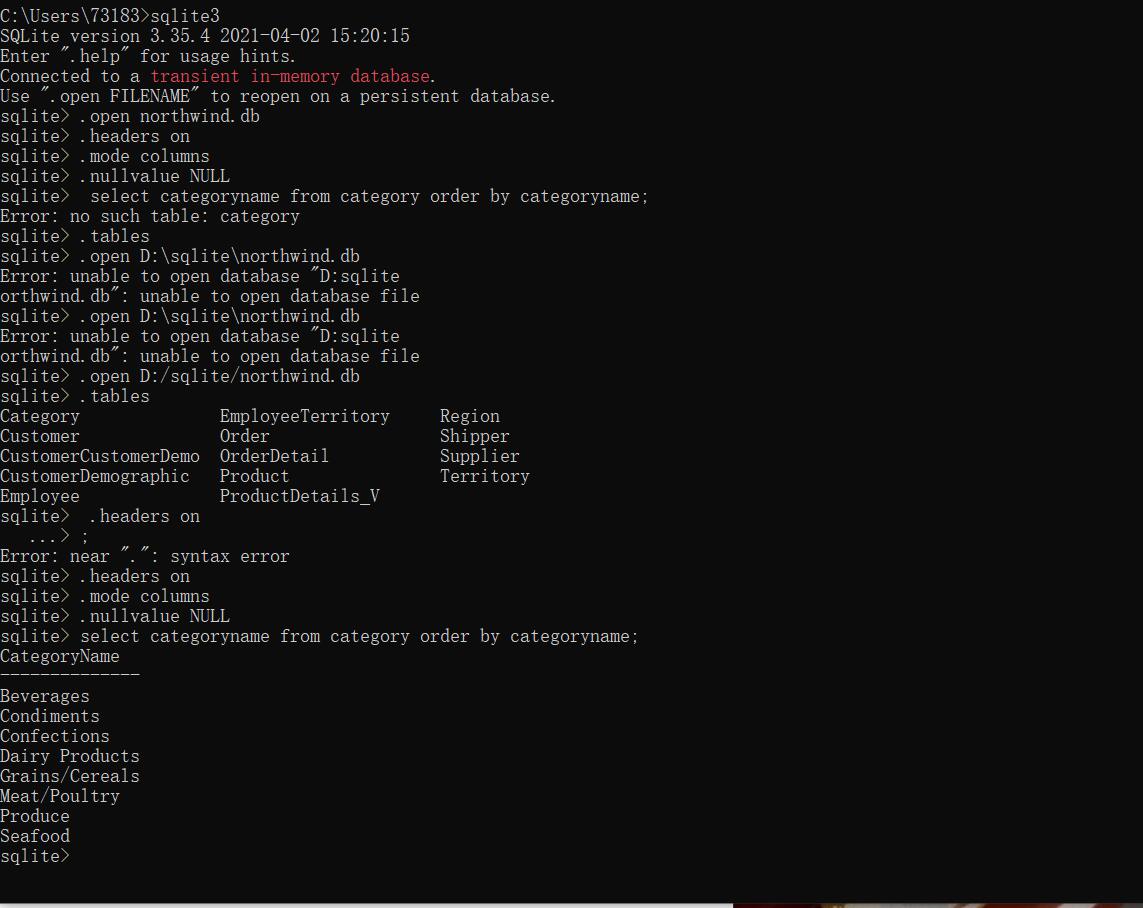 C:\Users\73183>sqlite3
SQLite version 3.35.4 2021-04-02 15:20:15
Enter ".help" for usage hints.
Connected to a transient in-memory database.
Use ".open FILENAME" to reopen on a persistent database.
sqlite> .open northwind.db
sqlite> .headers on
sqlite> .mode columns
sqlite> .nullvalue NULL
sqlite>  select categoryname from category order by categoryname;
Error: no such table: category
sqlite> .tables
sqlite> .open D:\sqlite\northwind.db
Error: unable to open database "D:sqlite
orthwind.db": unable to open database file
sqlite> .open D:\sqlite\northwind.db
Error: unable to open database "D:sqlite
orthwind.db": unable to open database file
sqlite> .open D:/sqlite/northwind.db
sqlite> .tables
Category              EmployeeTerritory     Region
Customer              Order                 Shipper
CustomerCustomerDemo  OrderDetail           Supplier
CustomerDemographic   Product               Territory
Employee              ProductDetails_V
sqlite>  .headers on
   ...> ;
Error: near ".": syntax error
sqlite> .headers on
sqlite> .mode columns
sqlite> .nullvalue NULL
sqlite> select categoryname from category order by categoryname;
CategoryName
--------------
Beverages
Condiments
Confections
Dairy Products
Grains/Cereals
Meat/Poultry
Produce
Seafood
sqlite>